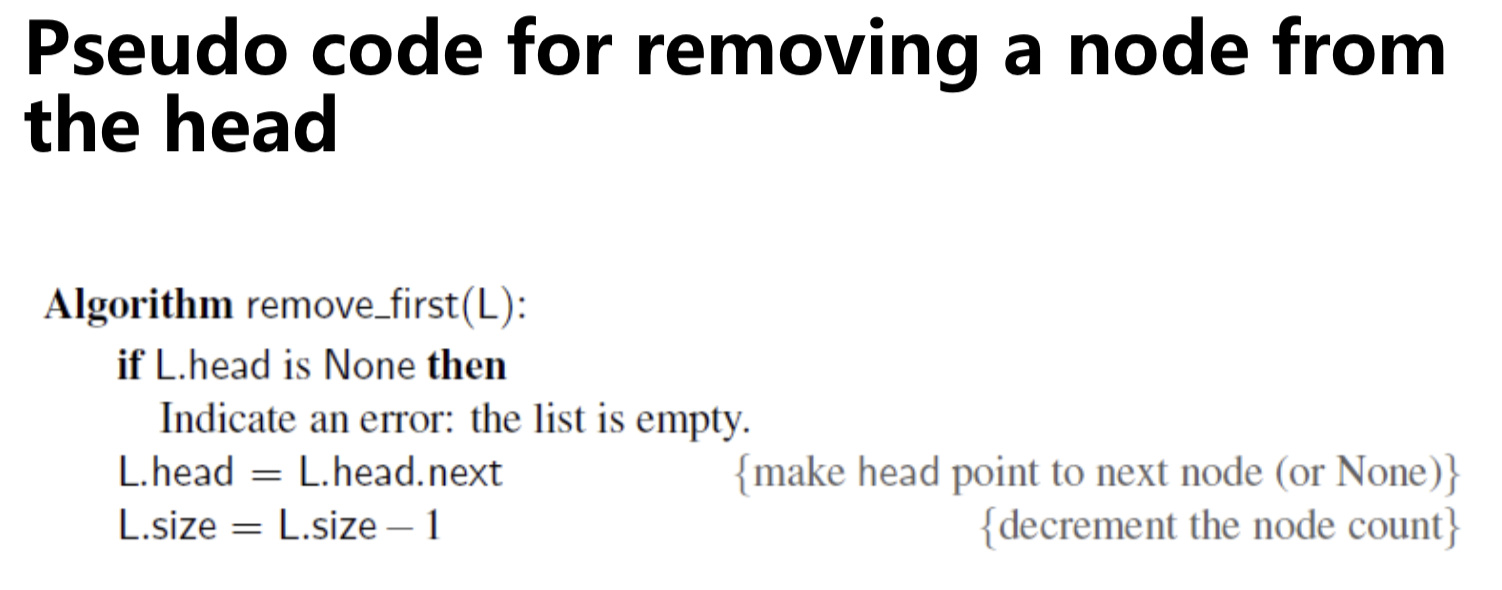 Pseudo code for removing a node from
the head
Algorithm remove_first(L):
if L.head is None then
Indicate an error: the list is empty.
L.head = L.head.next {make head point to next node (or None)}
L.size = L.size − 1 {decrement the node count}